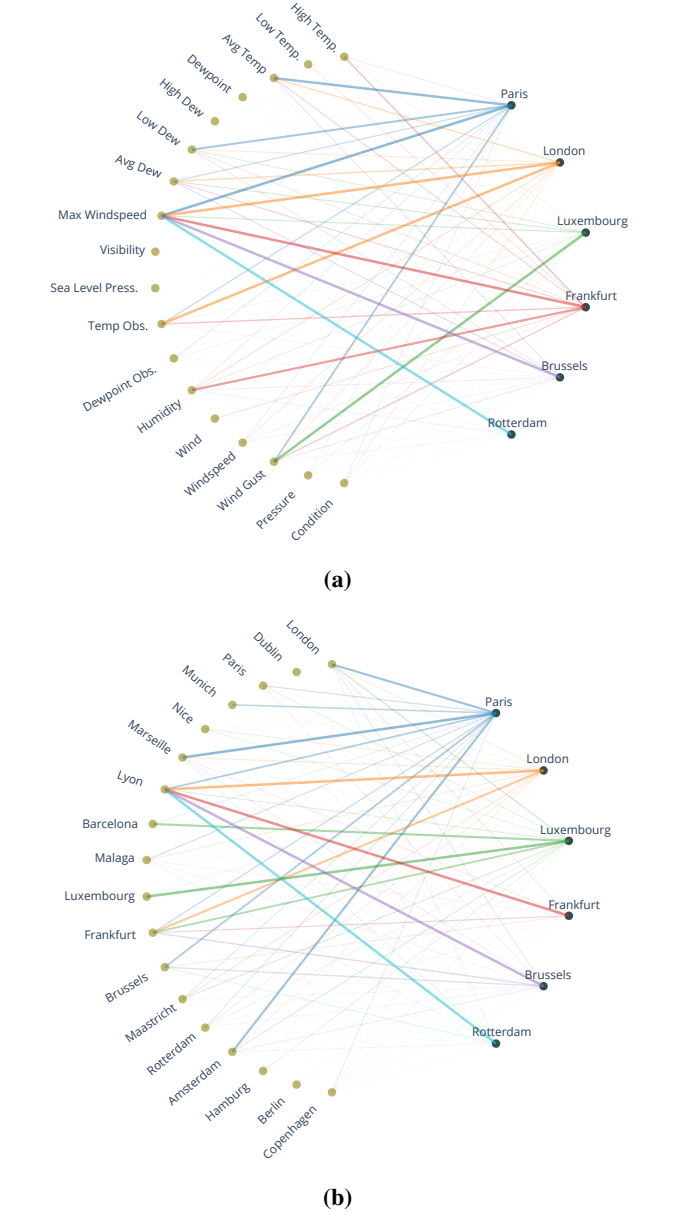 High Temp.
Low Temp.
Avg Temp
Dewpoint
High Dew
Low Dew
Avg Dew
Max Windspeed
Visibility
Sea Level Press.
Temp Obs.
Dewpoint Obs.
Humidity
Wind
Windspeed
Wind Gust
Pressure
Condition
Paris
London
Luxembourg
Frankfurt
Brussels
Rotterdam
(a)
London
Dublin
Paris
Munich
Nice
Marseille
Lyon
Barcelona
Malaga
Luxembourg
Frankfurt
Brussels
Maastricht
Rotterdam
Amsterdam
Hamburg
Berlin
Copenhagen
Paris
London
Luxembourg
Frankfurt
Brussels
Rotterdam
(b)